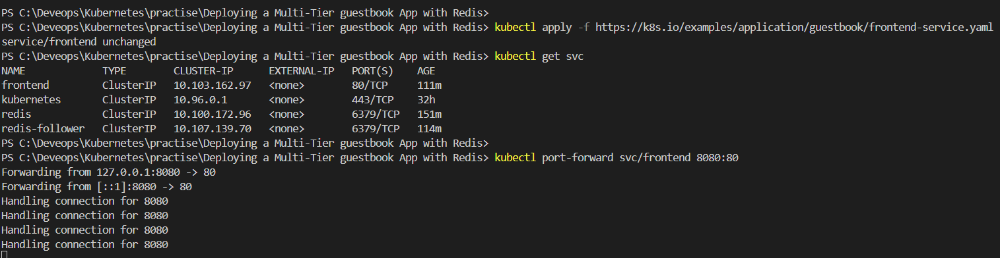 PS C:\Deveops\Kubernetes\practise\Deploying a Multi-Tier guestbook App with Redis>
PS C:\Deveops\Kubernetes\practise\Deploying a Multi-Tier guestbook App with Redis> kubectl apply -f https://k8s.io/examples/application/guestbook/frontend-service.yaml
service/frontend unchanged
PS C:\Deveops\Kubernetes\practise\Deploying a Multi-Tier guestbook App with Redis> kubectl get svc
NAME             TYPE        CLUSTER-IP      EXTERNAL-IP   PORT(S)    AGE
frontend         ClusterIP   10.103.162.97   <none>        80/TCP     111m
kubernetes       ClusterIP   10.96.0.1       <none>        443/TCP    32h
redis            ClusterIP   10.100.172.96   <none>        6379/TCP   151m
redis-follower   ClusterIP   10.107.139.70   <none>        6379/TCP   114m
PS C:\Deveops\Kubernetes\practise\Deploying a Multi-Tier guestbook App with Redis>
PS C:\Deveops\Kubernetes\practise\Deploying a Multi-Tier guestbook App with Redis> kubectl port-forward svc/frontend 8080:80
Forwarding from 127.0.0.1:8080 -> 80
Forwarding from [::1]:8080 -> 80
Handling connection for 8080
Handling connection for 8080
Handling connection for 8080
Handling connection for 8080